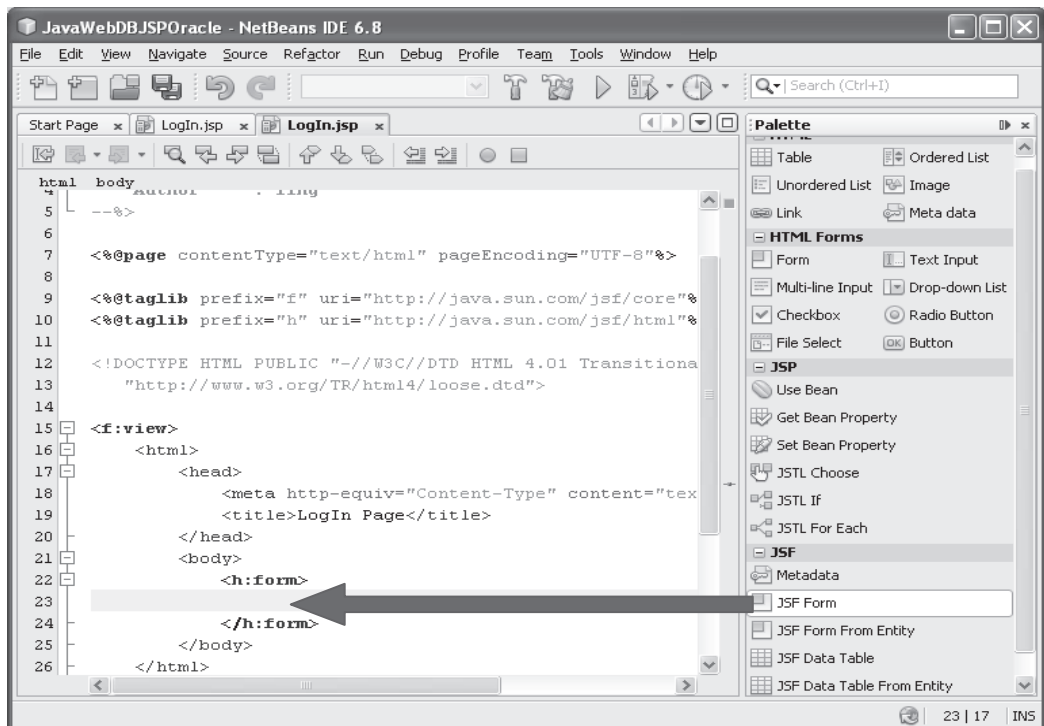 JavaWebDBJSPOracle - NetBeans IDE 6.8
File Edit View Navigate Source Refactor Run Debug Profile Team Tools Window Help
Search (Ctrl+I)
Start Page x LogIn.jsp x LogIn.jsp x
html body
5 --%>
6
7 <%@page contentType="text/html" pageEncoding="UTF-8"%>
8
9 <%@taglib prefix="f" uri="http://java.sun.com/jsf/core"%
10 <%@taglib prefix="h" uri="http://java.sun.com/jsf/html"%
11
12 <!DOCTYPE HTML PUBLIC "-//W3C//DTD HTML 4.01 Transitiona
13 "http://www.w3.org/TR/html4/loose.dtd">
14
15 <f:view>
16 <html>
17 <head>
18 <meta http-equiv="Content-Type" content="tex
19 <title>LogIn Page</title>
20 </head>
21 <body>
22 <h:form>
23
24 </h:form>
25 </body>
26 </html>
Palette
Table Ordered List
Unordered List Image
Link Meta data
HTML Forms
Form Text Input
Multi-line Input Drop-down List
Checkbox Radio Button
File Select OK Button
JSP
Use Bean
Get Bean Property
Set Bean Property
JSTL Choose
JSTL If
JSTL For Each
JSF
Metadata
JSF Form
JSF Form From Entity
JSF Data Table
JSF Data Table From Entity
23 | 17 INS